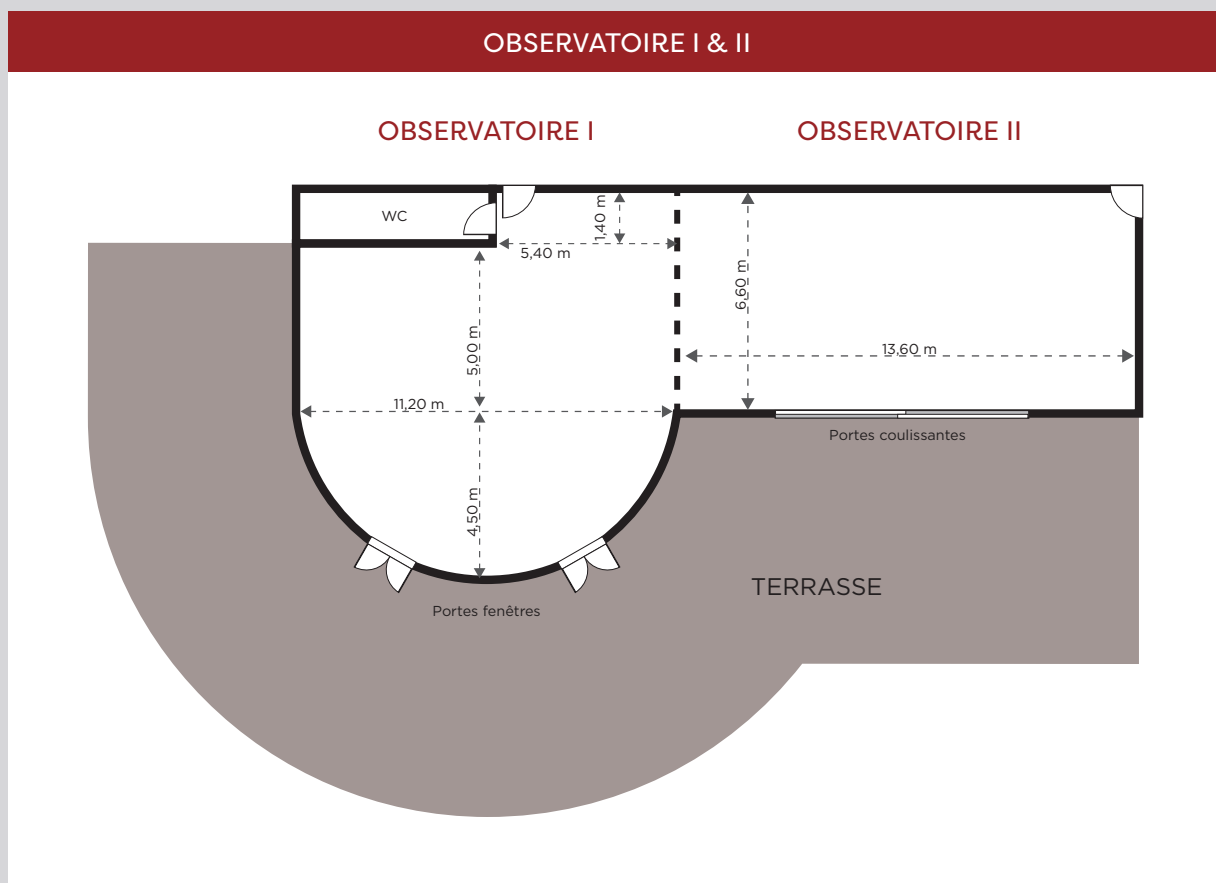 OBSERVATOIRE I & II
OBSERVATOIRE I
OBSERVATOIRE II
WC
1,40 m
5,40 m
6,60 m
5,00 m
13,60 m
11,20 m
Portes coulissantes
4,50 m
TERRASSE
Portes fenêtres